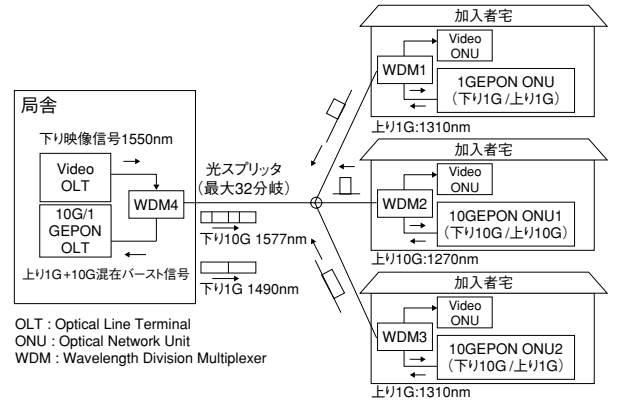 局舎
下り映像信号1550nm
Video
OLT
10G/1
GEPON
OLT
WDM4
上り1G+10G混在バースト信号
光スプリッタ
(最大32分岐)
下り10G 1577nm
下り1G 1490nm
加入者宅
Video
ONU
WDM1
1GEPON ONU
(下り1G/上り1G)
上り1G:1310nm
加入者宅
Video
ONU
WDM2
10GEPON ONU1
(下り10G/上り10G)
上り10G:1270nm
加入者宅
Video
ONU
WDM3
10GEPON ONU2
(下り10G/上り1G)
上り1G:1310nm
OLT : Optical Line Terminal
ONU : Optical Network Unit
WDM : Wavelength Division Multiplexer